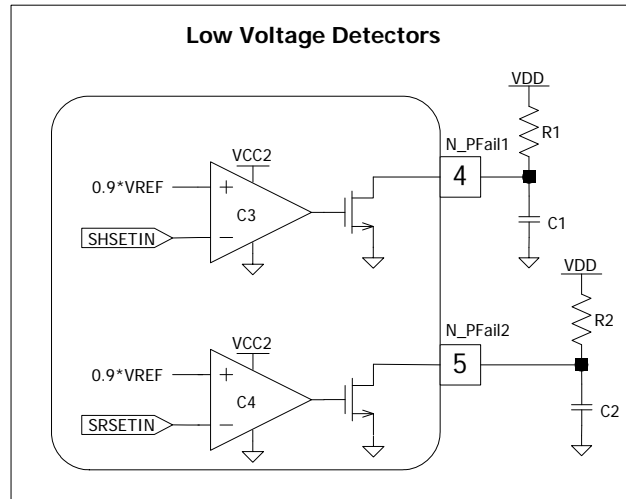 Low Voltage Detectors
VDD
R1
N_PFail1
4
VCC2
0.9*VREF
+
C3
SHSETIN
−
C1
VDD
R2
N_PFail2
5
VCC2
0.9*VREF
+
C4
SRSETIN
−
C2